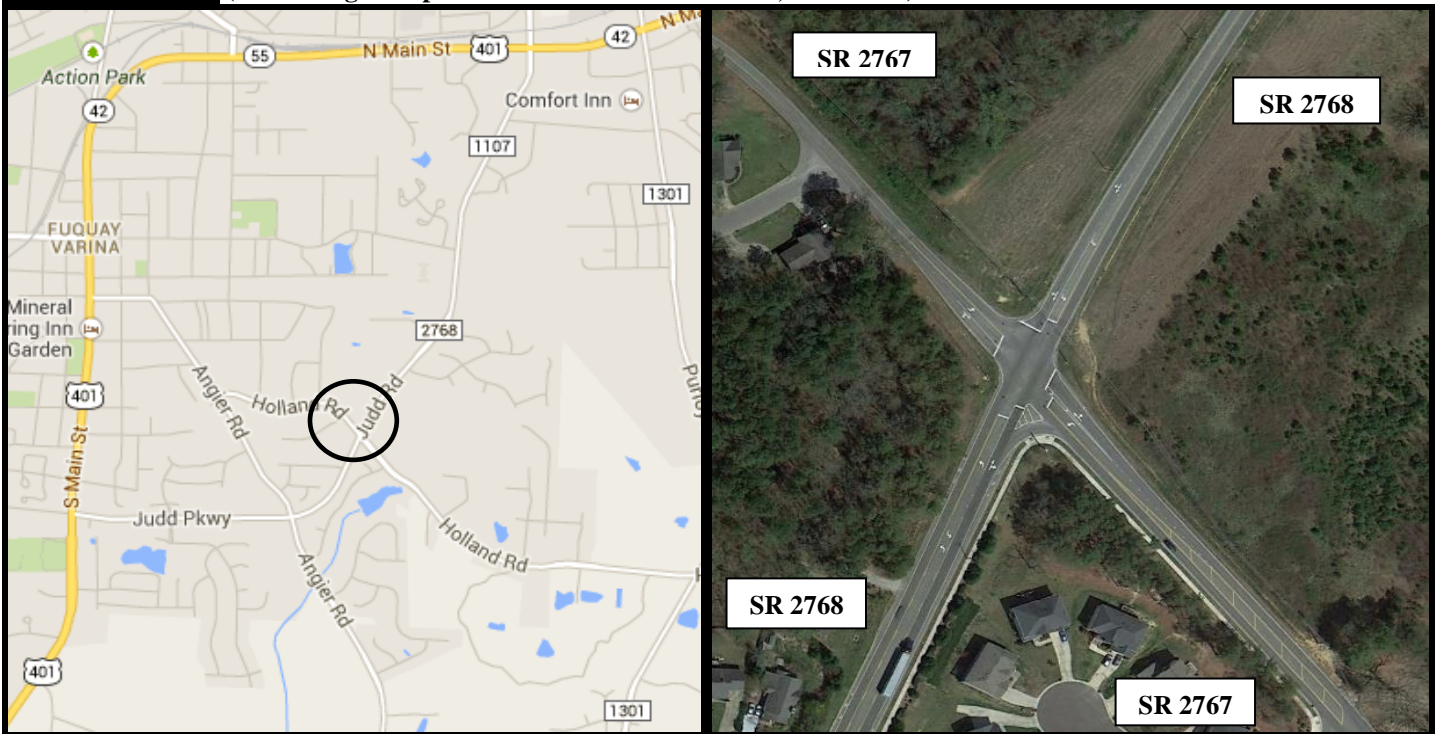 42
N Main St
401
55
N Ma
Action Park
42
Comfort Inn
1107
1301
FUQUAY
VARINA
Mineral
ring Inn
Garden
2768
Angier Rd
Holland Rd
Judd Rd
401
S Main St
Judd Pkwy
Holland Rd
Angier Rd
401
1301
SR 2767
SR 2768
SR 2768
SR 2767